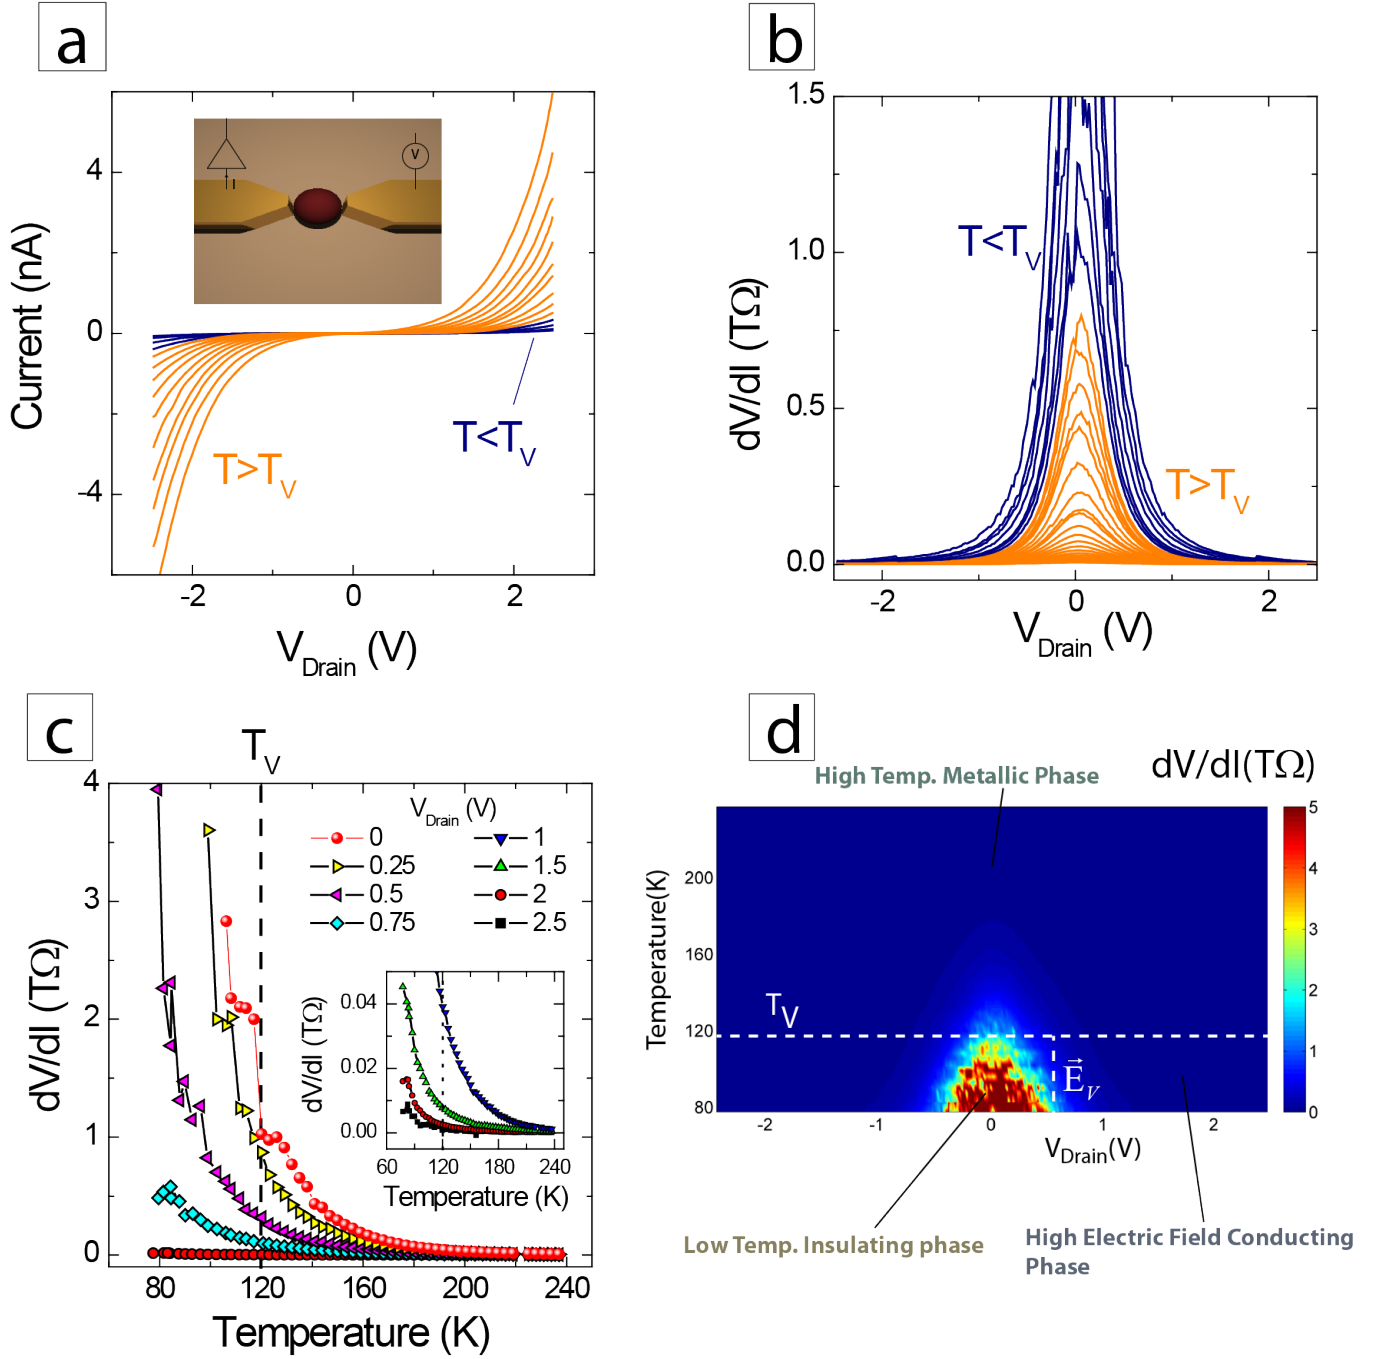 a
4
0
-4
Current (nA)
I
V
T<T_V
T>T_V
-2
0
2
V_Drain (V)
b
1.5
1.0
0.5
0.0
dV/dI (TΩ)
T<T_V
T>T_V
-2
0
2
V_Drain (V)
c
T_V
4
3
2
1
0
dV/dI (TΩ)
V_Drain (V)
0
1
0.25
1.5
0.5
2
0.75
2.5
0.04
0.02
0.00
dV/dI (TΩ)
60
120
180
240
Temperature (K)
80
120
160
200
240
Temperature (K)
d
dV/dI(TΩ)
High Temp. Metallic Phase
200
160
120
80
Temperature(K)
T_V
E⃗_V
5
4
3
2
1
0
-2
-1
0
1
2
V_Drain(V)
Low Temp. Insulating phase
High Electric Field Conducting
Phase